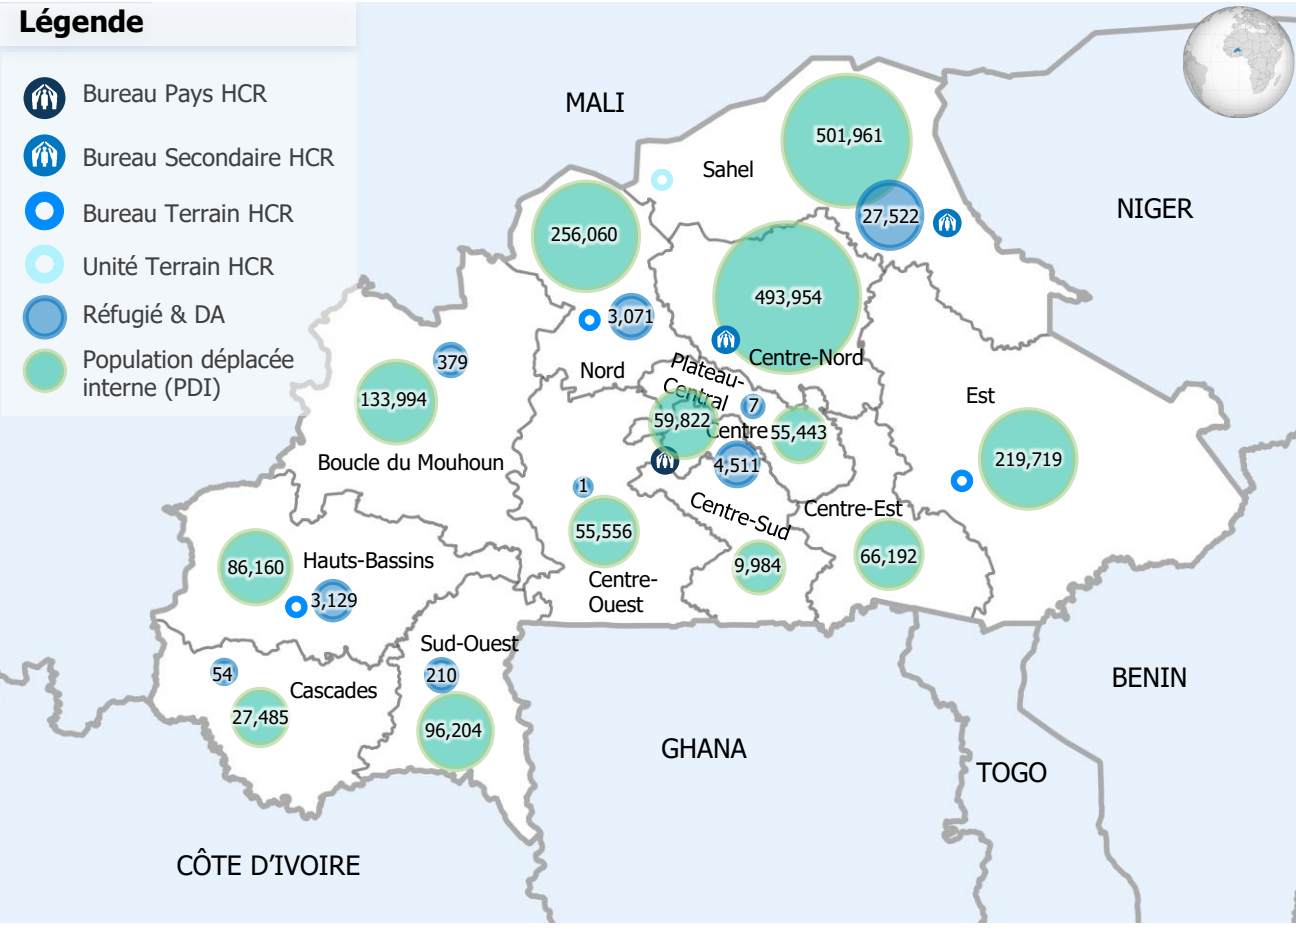 Légende
Bureau Pays HCR
Bureau Secondaire HCR
Bureau Terrain HCR
Unité Terrain HCR
Réfugié & DA
Population déplacée
interne (PDI)
MALI
NIGER
501,961
Sahel
27,522
256,060
493,954
3,071
Centre-Nord
Nord
379
Plateau-
Central
133,994
7
Est
59,822
Centre
55,443
4,511
219,719
Boucle du Mouhoun
1
Centre-Sud
Centre-Est
55,556
66,192
9,984
86,160
Hauts-Bassins
Centre-
Ouest
3,129
Sud-Ouest
54
210
Cascades
27,485
96,204
BENIN
GHANA
TOGO
CÔTE D’IVOIRE